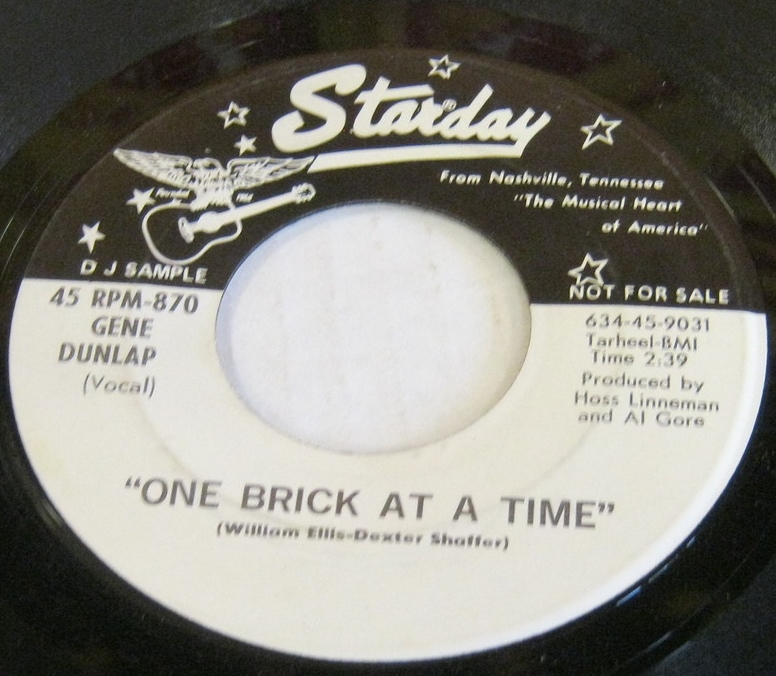 Starday®
From Nashville, Tennessee
"The Musical Heart
of America"
D J SAMPLE
NOT FOR SALE
45 RPM-870
GENE
DUNLAP
(Vocal)
634-45-9031
Tarheel-BMI
Time 2:39
Produced by
Hoss Linneman
and Al Gore
"ONE BRICK AT A TIME"
(William Ellis-Dexter Shaffer)